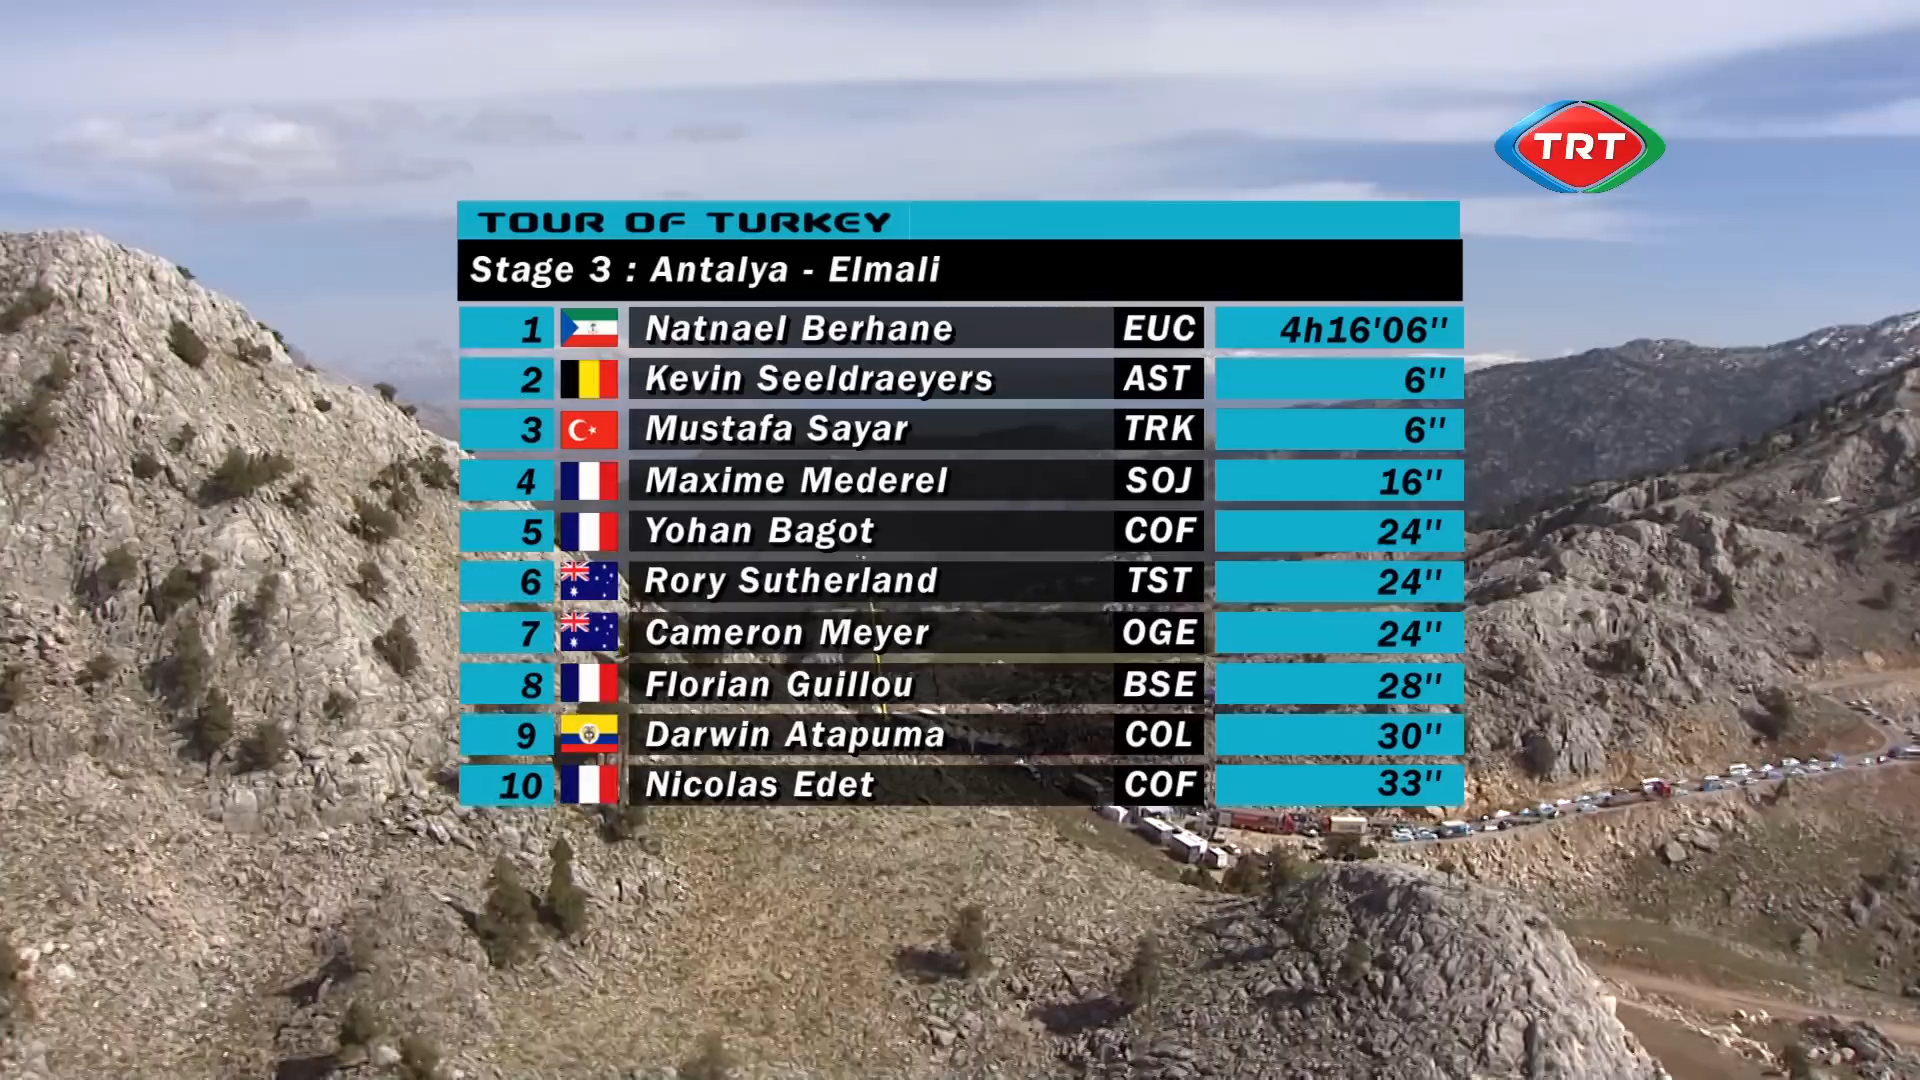 TRT
TOUR OF TURKEY
Stage 3 : Antalya - Elmali
1 Natnael Berhane EUC 4h16'06''
2 Kevin Seeldraeyers AST 6''
3 Mustafa Sayar TRK 6''
4 Maxime Mederel SOJ 16''
5 Yohan Bagot COF 24''
6 Rory Sutherland TST 24''
7 Cameron Meyer OGE 24''
8 Florian Guillou BSE 28''
9 Darwin Atapuma COL 30''
10 Nicolas Edet COF 33''